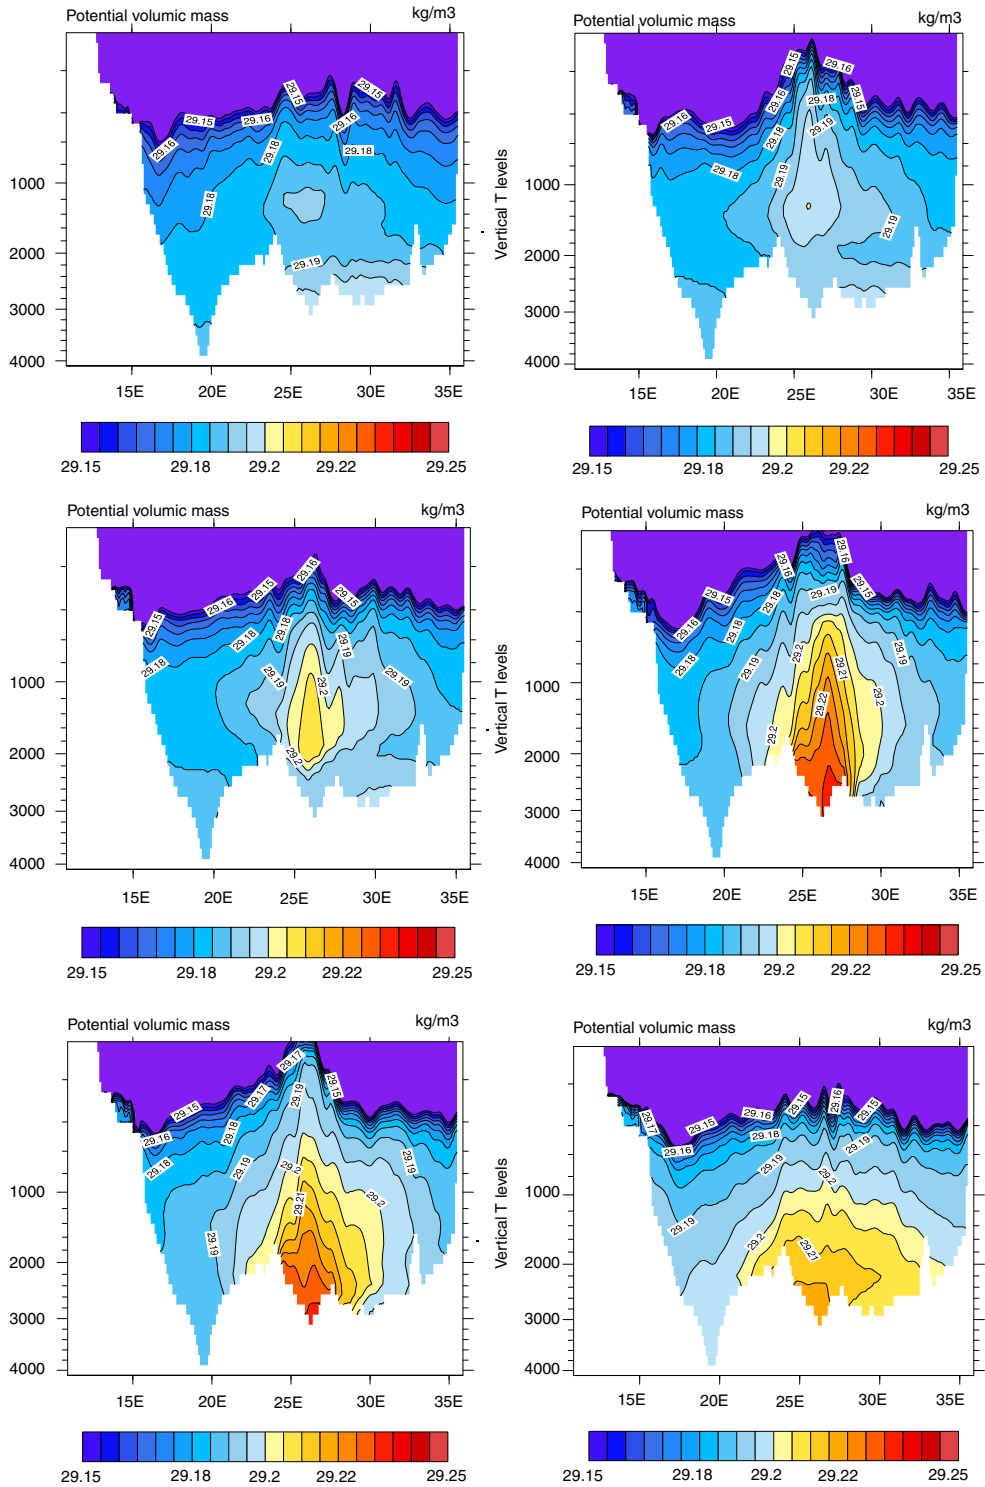 Potential volumic mass kg/m3
29.15 29.15 29.15 29.16 29.16 29.16 29.18 29.18 29.18 29.19
1000
2000
3000
4000
15E 20E 25E 30E 35E
29.15 29.18 29.2 29.22 29.25
Potential volumic mass kg/m3
Vertical T levels
29.15 29.16 29.18 29.19 29.16 29.15 29.16 29.15 29.18 29.18 29.19 29.19
1000
2000
3000
4000
15E 20E 25E 30E 35E
29.15 29.18 29.2 29.22 29.25
Potential volumic mass kg/m3
29.16 29.15 29.16 29.15 29.16 29.15 29.18 29.18 29.18 29.19 29.19 29.19 29.2 29.2
1000
2000
3000
4000
15E 20E 25E 30E 35E
29.15 29.18 29.2 29.22 29.25
Potential volumic mass kg/m3
Vertical T levels
29.16 29.16 29.15 29.18 29.19 29.16 29.18 29.19 29.2 29.19 29.21 29.2 29.22 29.2
1000
2000
3000
4000
15E 20E 25E 30E 35E
29.15 29.18 29.2 29.22 29.25
Potential volumic mass kg/m3
29.17 29.15 29.17 29.19 29.15 29.16 29.18 29.18 29.19 29.2 29.19 29.21 29.2 29.19
1000
2000
3000
4000
15E 20E 25E 30E 35E
29.15 29.18 29.2 29.22 29.25
Potential volumic mass kg/m3
Vertical T levels
29.17 29.15 29.16 29.15 29.16 29.15 29.16 29.18 29.19 29.19 29.2 29.19 29.2 29.21
1000
2000
3000
4000
15E 20E 25E 30E 35E
29.15 29.18 29.2 29.22 29.25